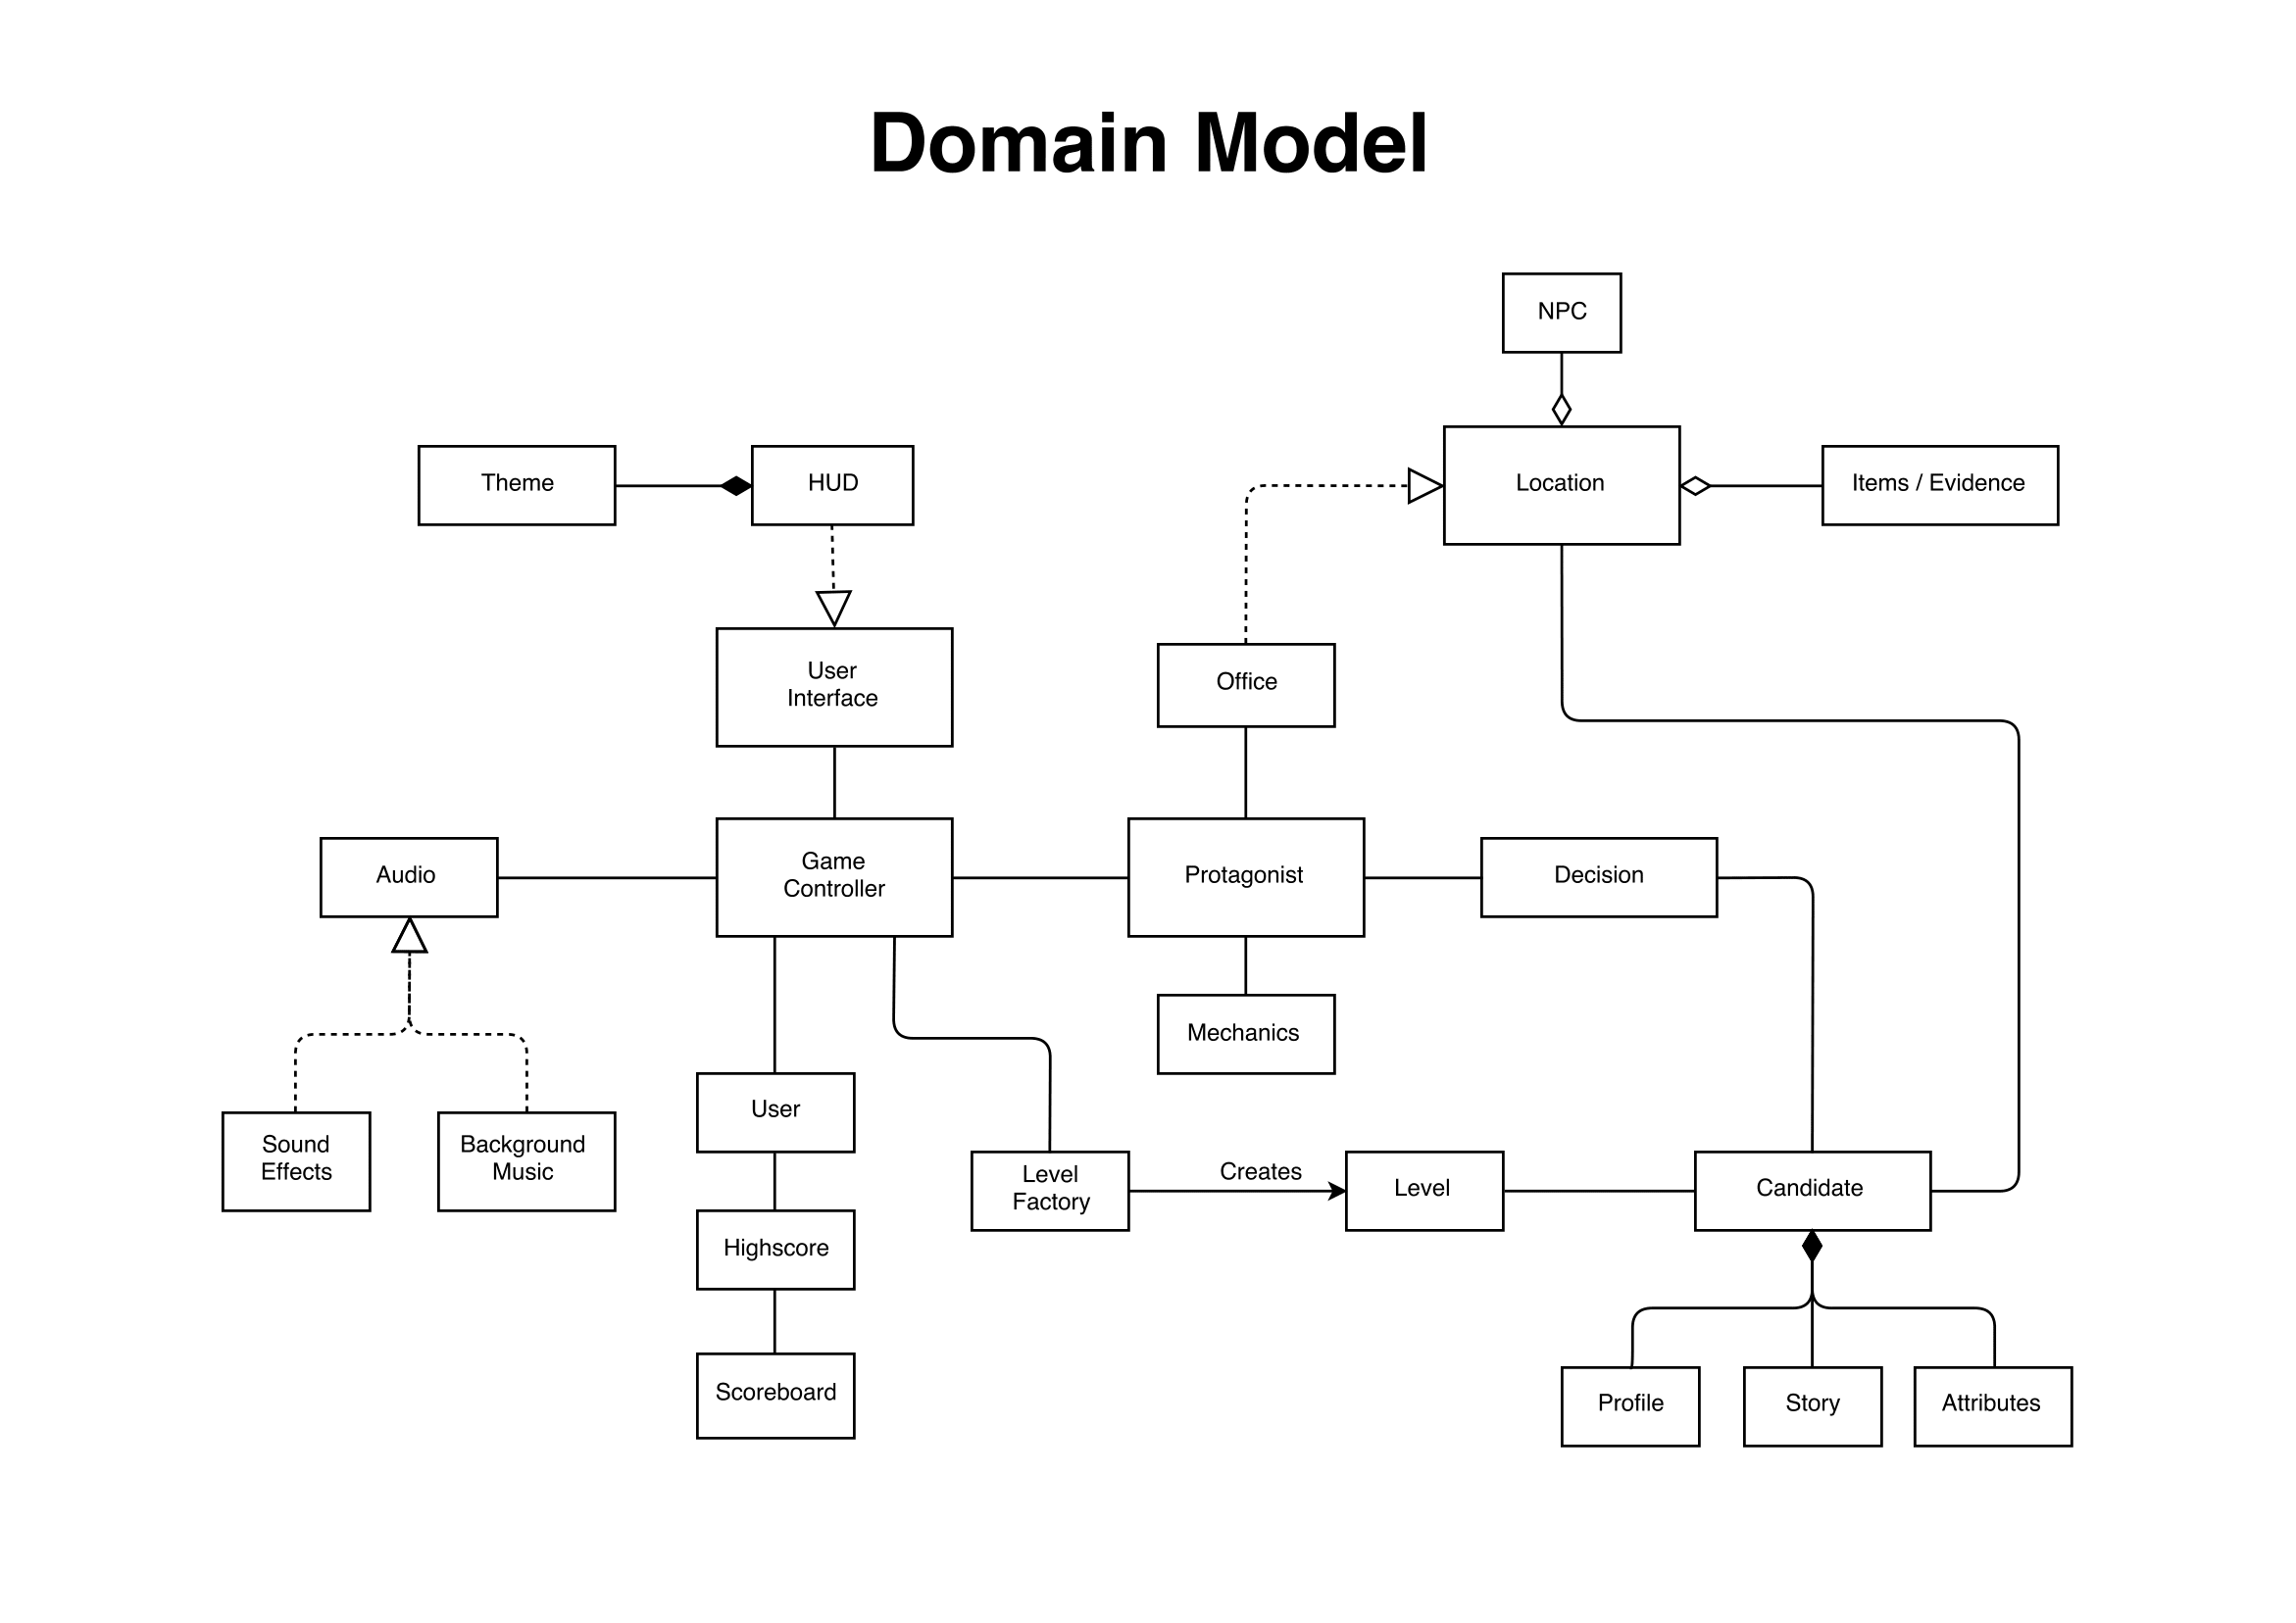 Domain Model
NPC
Theme
HUD
Location
Items / Evidence
User
Interface
Office
Audio
Game
Controller
Protagonist
Decision
Mechanics
User
Sound
Effects
Background
Music
Level
Factory
Creates
Level
Candidate
Highscore
Scoreboard
Profile
Story
Attributes